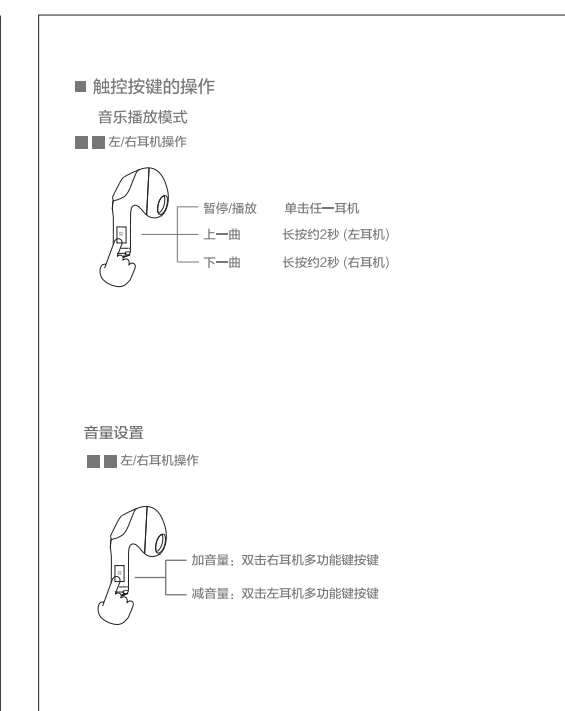 触控按键的操作
音乐播放模式
左/右耳机操作
暂停/播放 单击任一耳机
上一曲 长按约2秒 (左耳机)
下一曲 长按约2秒 (右耳机)
音量设置
左/右耳机操作
加音量：双击右耳机多功能键按键
减音量：双击左耳机多功能键按键